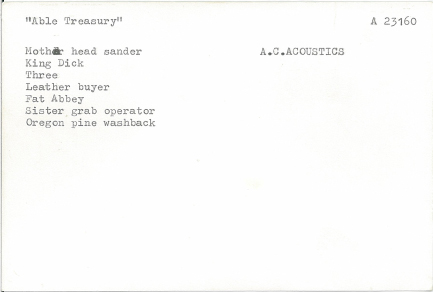 "Able Treasury" A 23160
Mother head sander A.C.ACOUSTICS
King Dick
Three
Leather buyer
Fat Abbey
Sister grab operator
Oregon pine washback